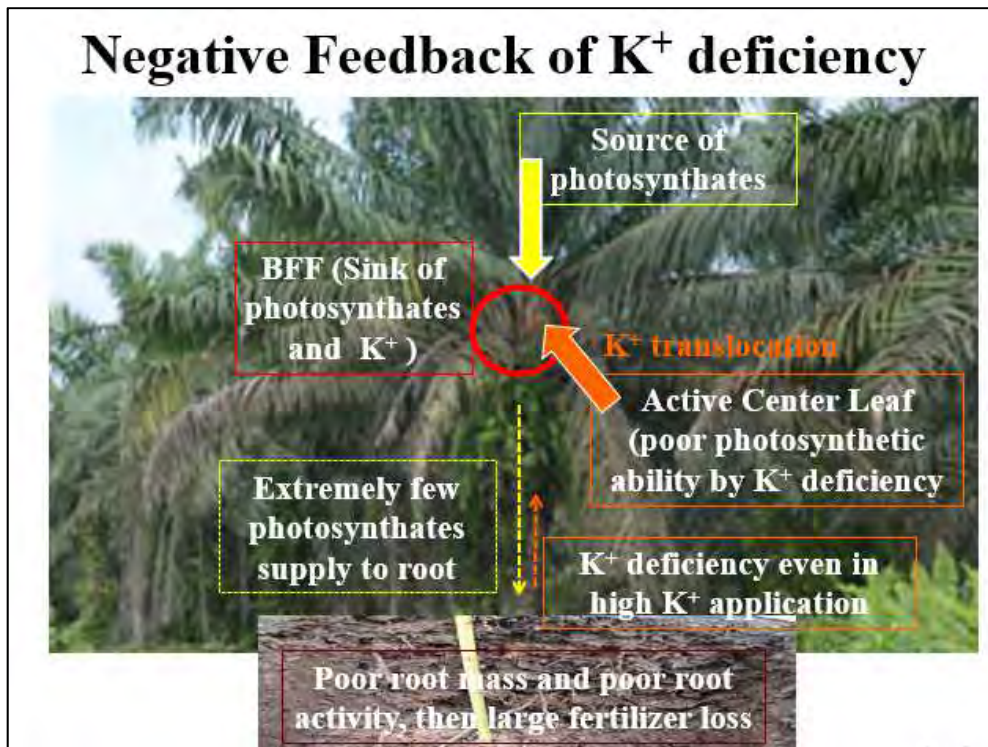 Negative Feedback of K⁺ deficiency
Source of
photosynthates
BFF (Sink of
photosynthates
and K⁺ )
K⁺ translocation
Active Center Leaf
(poor photosynthetic
ability by K⁺ deficiency
Extremely few
photosynthates
supply to root
K⁺ deficiency even in
high K⁺ application
Poor root mass and poor root
activity, then large fertilizer loss